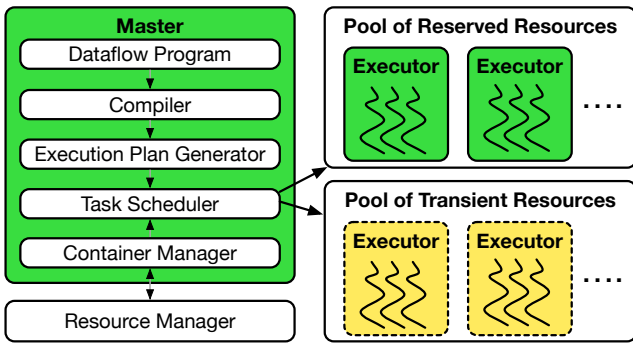 Master
Dataflow Program
Compiler
Execution Plan Generator
Task Scheduler
Container Manager
Resource Manager
Pool of Reserved Resources
Executor
Executor
....
Pool of Transient Resources
Executor
Executor
....